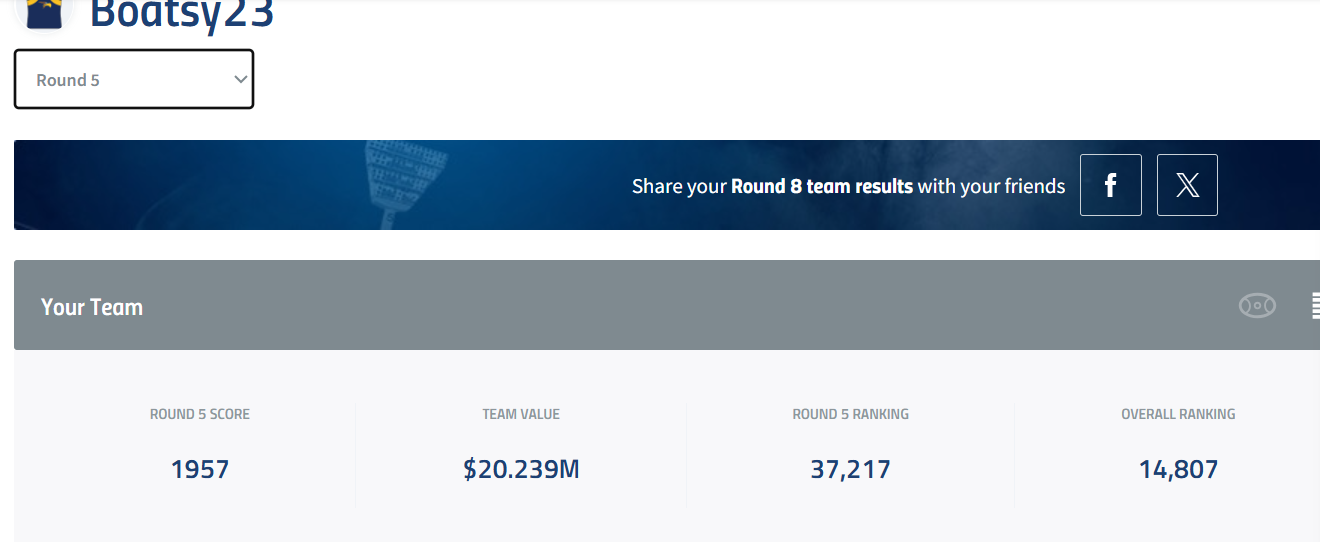 Boatsy23
Round 5
Share your Round 8 team results with your friends
Your Team
ROUND 5 SCORE
1957
TEAM VALUE
$20.239M
ROUND 5 RANKING
37,217
OVERALL RANKING
14,807